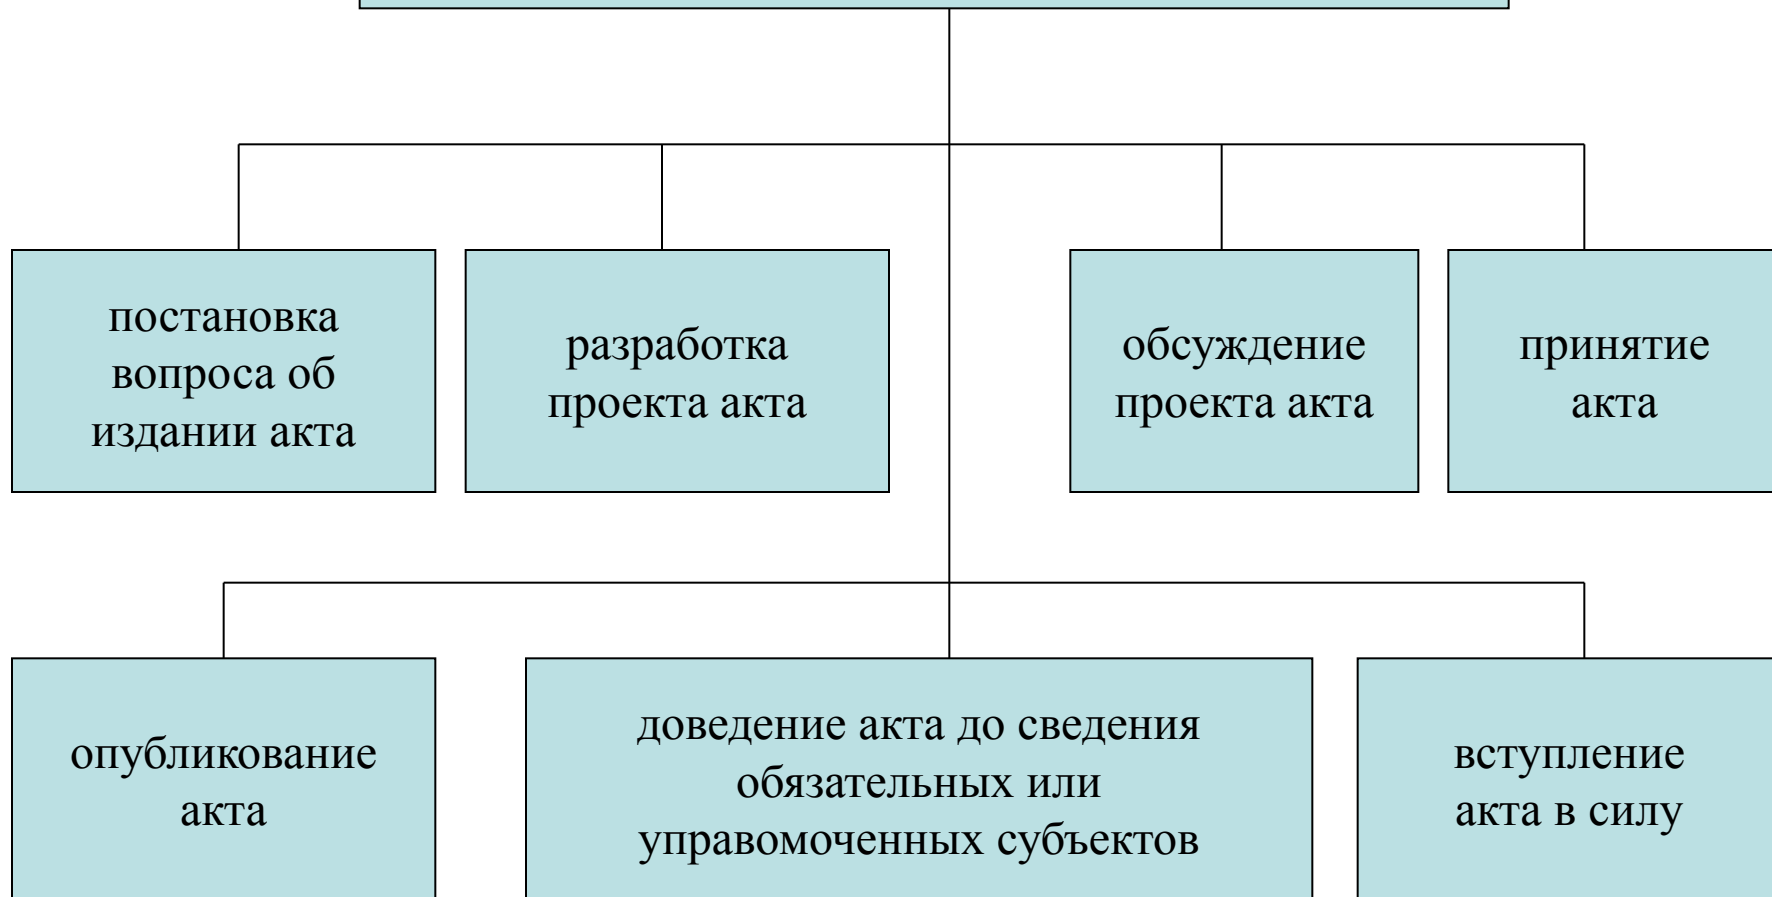 постановка
вопроса об
издании акта
разработка
проекта акта
обсуждение
проекта акта
принятие
акта
опубликование
акта
доведение акта до сведения
обязательных или
управомоченных субъектов
вступление
акта в силу